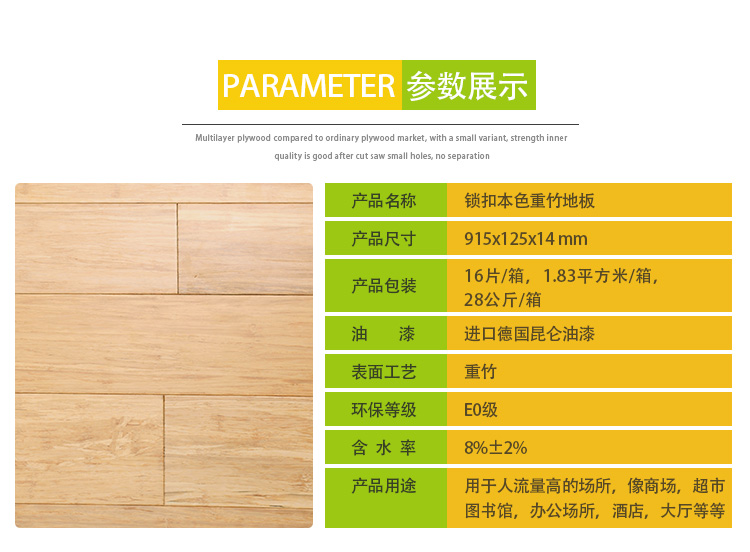 PARAMETER 参数展示
Multilayer plywood compared to ordinary plywood market, with a small variant, strength inner
quality is good after cut saw small holes, no separation
产品名称 锁扣本色重竹地板
产品尺寸 915x125x14 mm
产品包装 16片/箱，1.83平方米/箱，
28公斤/箱
油 漆 进口德国昆仑油漆
表面工艺 重竹
环保等级 E0级
含 水 率 8%±2%
产品用途 用于人流量高的场所，像商场，超市
图书馆，办公场所，酒店，大厅等等